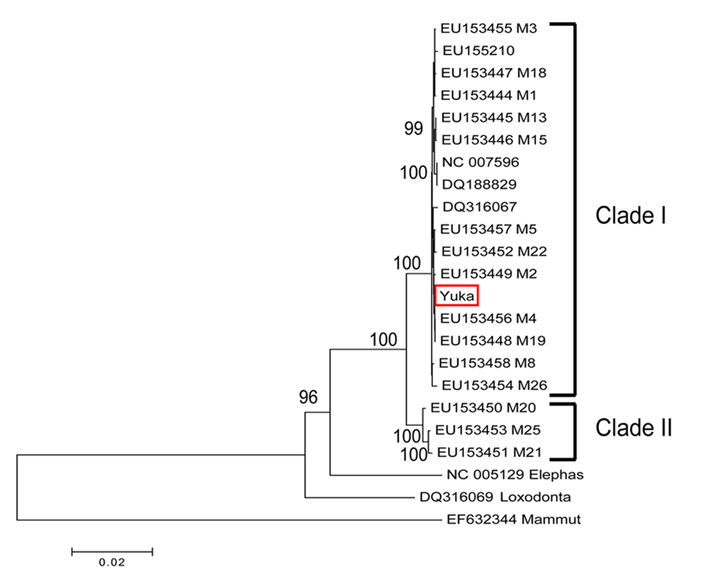 EU153455 M3
EU155210
EU153447 M18
EU153444 M1
EU153445 M13
99
EU153446 M15
NC 007596
100
DQ188829
DQ316067
Clade I
EU153457 M5
EU153452 M22
100
EU153449 M2
Yuka
EU153456 M4
100
EU153448 M19
EU153458 M8
EU153454 M26
96
EU153450 M20
Clade II
EU153453 M25
100
EU153451 M21
100
NC 005129 Elephas
DQ316069 Loxodonta
EF632344 Mammut
0.02